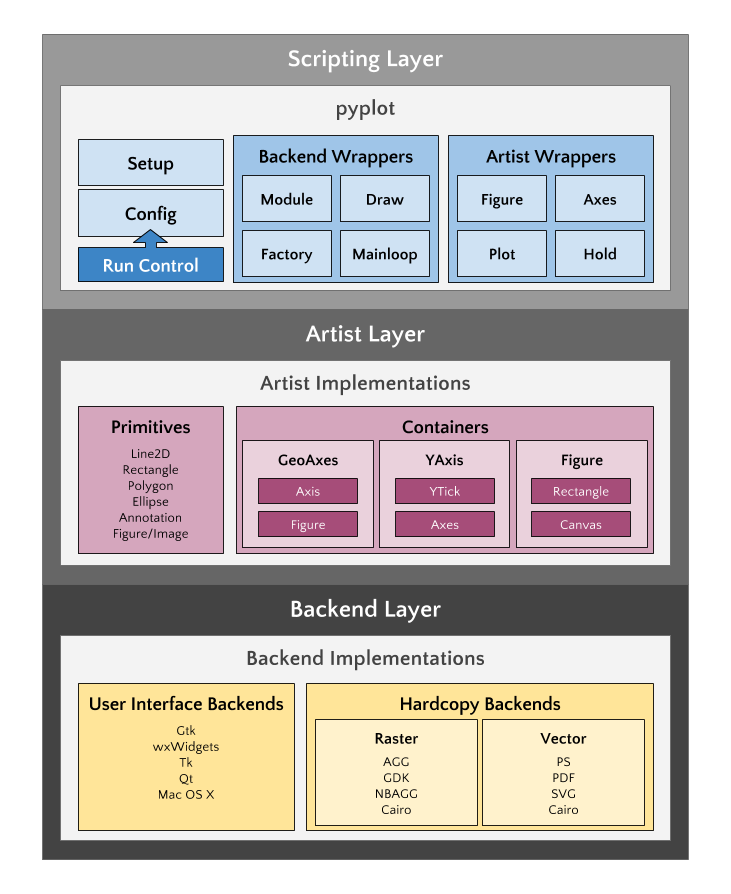 Scripting Layer
pyplot
Setup
Config
Run Control
Backend Wrappers
Module
Draw
Factory
Mainloop
Artist Wrappers
Figure
Axes
Plot
Hold
Artist Layer
Artist Implementations
Primitives
Line2D
Rectangle
Polygon
Ellipse
Annotation
Figure/Image
Containers
GeoAxes
Axis
Figure
YAxis
YTick
Axes
Figure
Rectangle
Canvas
Backend Layer
Backend Implementations
User Interface Backends
Gtk
wxWidgets
Tk
Qt
Mac OS X
Hardcopy Backends
Raster
AGG
GDK
NBAGG
Cairo
Vector
PS
PDF
SVG
Cairo